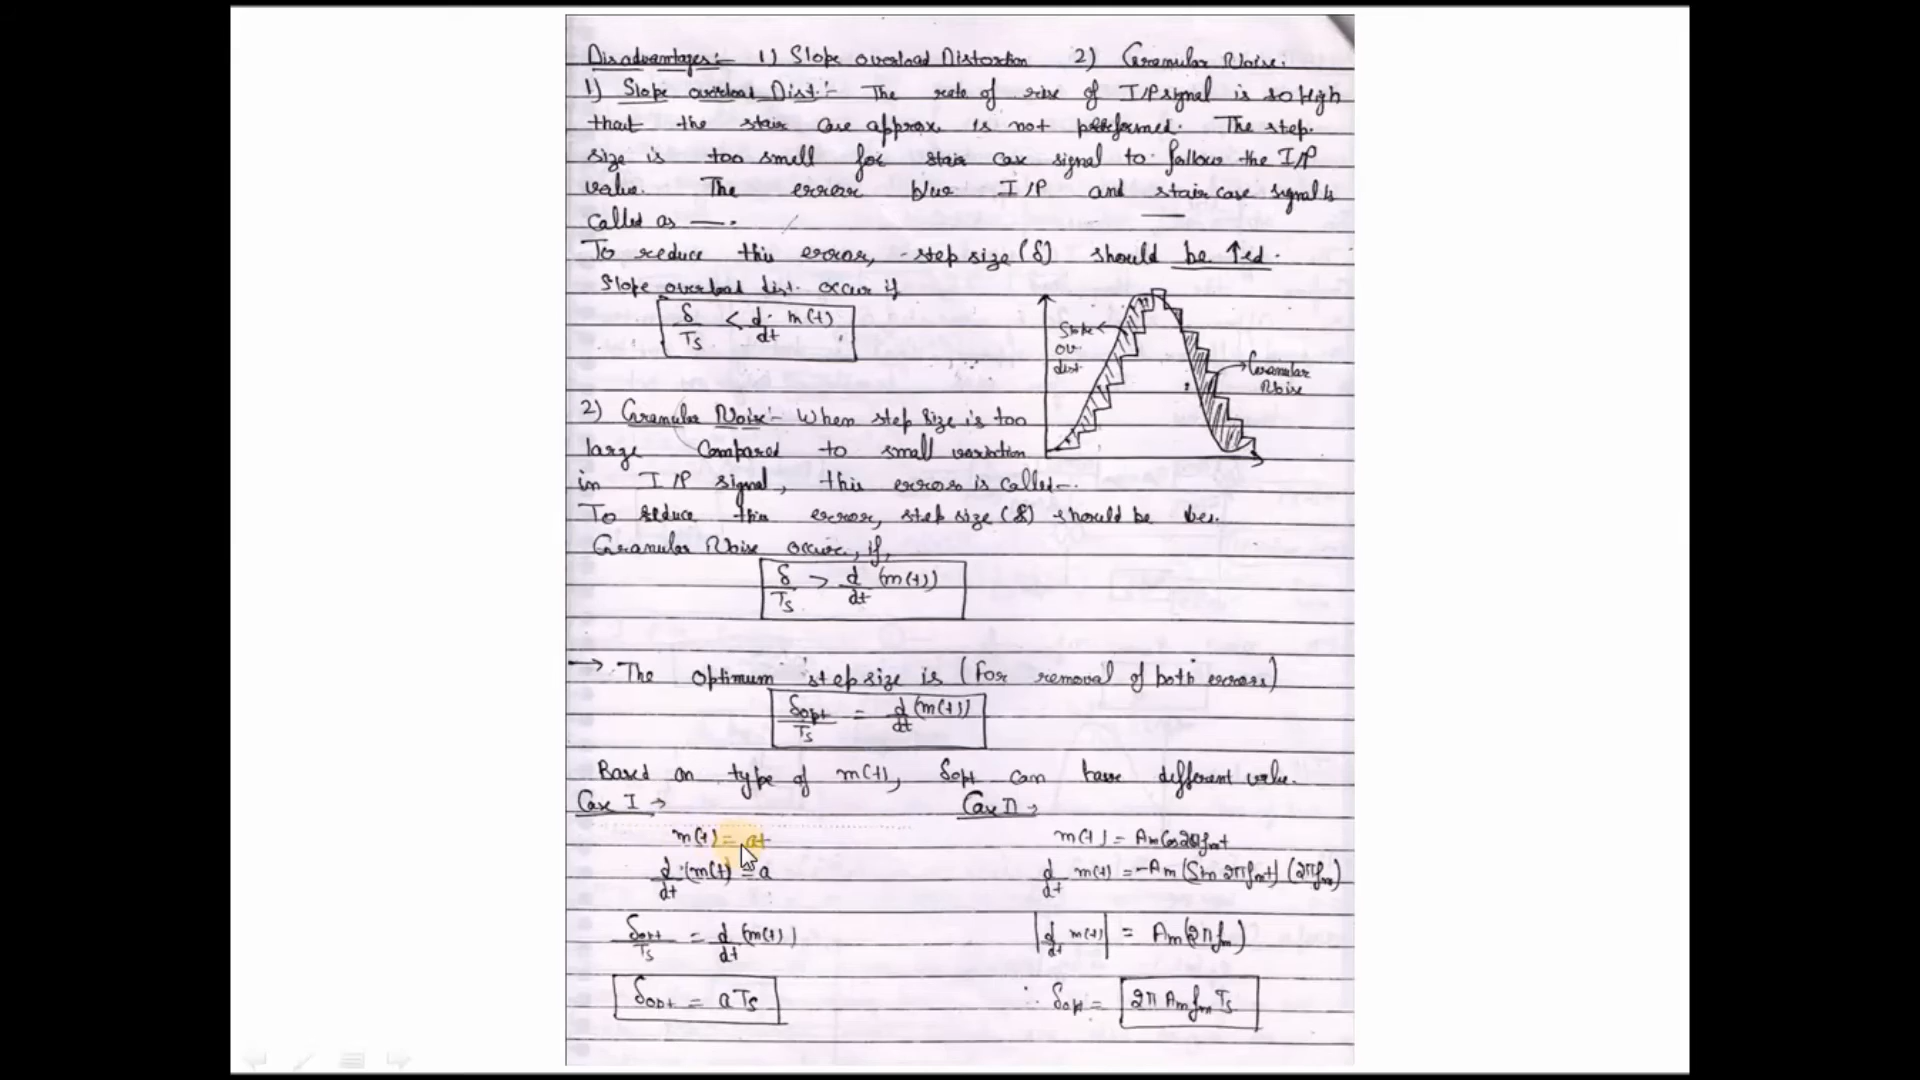 Disadvantages:- 1) Slope overload Distortion 2) Granular Noise.
1) Slope overload Dist:- The rate of rise of I/P signal is so high
that the stair case approx. is not performed. The step.
size is too small for stair case signal to follow the I/P
value. The error b/w I/P and staircase signal is
called as —.
To reduce this error, step size (δ) should be ↑ed.
Slope overload dist. occur if
δ/Ts < d/dt m(t)
Slope
ov.
dist.
Granular
Noise
2) Granular Noise:- When step size is too
large compared to small variation
in I/P signal, this error is called—.
To reduce this error, step size (δ) should be
Granular Noise occur, if,
δ/Ts > d/dt (m(t))
→ The optimum step size is (for removal of both errors)
δopt/Ts = d/dt (m(t))
Based on type of m(t), δopt can have different value.
Case I →
m(t) = at
d/dt (m(t)) = a
δopt/Ts = d/dt (m(t))
δopt = aTs
Case II →
m(t) = Am Cos 2πfmt
d/dt m(t) = -Am (Sin 2πfmt) (2πfm)
|d/dt m(t)| = Am(2πfm)
∴ δopt = 2π Am fm Ts